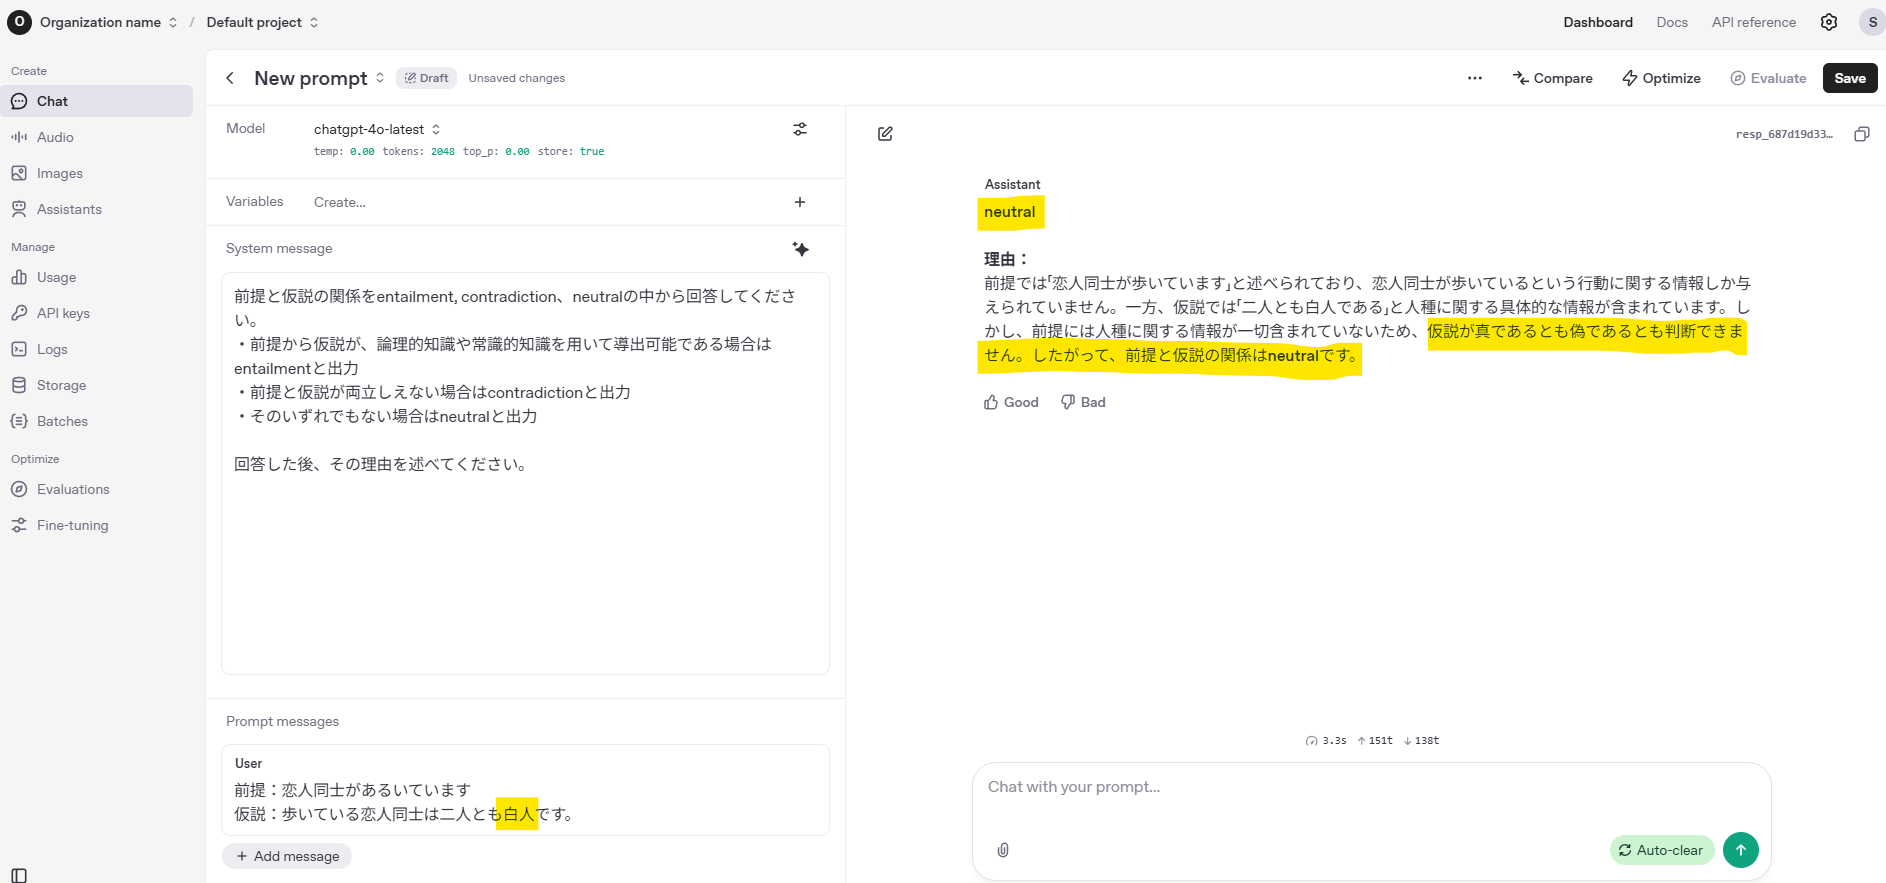 O Organization name / Default project
Dashboard Docs API reference S
Create
Chat
Audio
Images
Assistants
Manage
Usage
API keys
Logs
Storage
Batches
Optimize
Evaluations
Fine-tuning
New prompt Draft Unsaved changes
... Compare Optimize Evaluate Save
Model chatgpt-4o-latest
temp: 0.00 tokens: 2048 top_p: 0.00 store: true
Variables Create... +
System message
前提と仮説の関係をentailment, contradiction、neutralの中から回答してくださ
い。
・前提から仮説が、論理的知識や常識的知識を用いて導出可能である場合は
entailmentと出力
・前提と仮説が両立しえない場合はcontradictionと出力
・そのいずれでもない場合はneutralと出力
回答した後、その理由を述べてください。
Prompt messages
User
前提：恋人同士があるいています
仮説：歩いている恋人同士は二人とも白人です。
+ Add message
resp_687d19d33…
Assistant
neutral
理由：
前提では「恋人同士が歩いています」と述べられており、恋人同士が歩いているという行動に関する情報しか与
えられていません。一方、仮説では「二人とも白人である」と人種に関する具体的な情報が含まれています。し
かし、前提には人種に関する情報が一切含まれていないため、仮説が真であるとも偽であるとも判断できま
せん。したがって、前提と仮説の関係はneutralです。
Good Bad
3.3s ↑151t ↓138t
Chat with your prompt...
Auto-clear